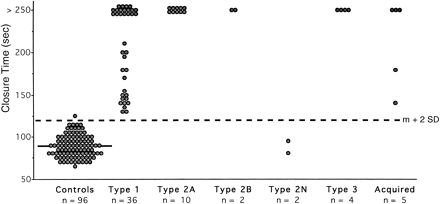 > 250
200
150
100
50
Closure Time (sec)
m + 2 SD
Controls Type 1 Type 2A Type 2B Type 2N Type 3 Acquired
n = 96 n = 36 n = 10 n = 2 n = 2 n = 4 n = 5